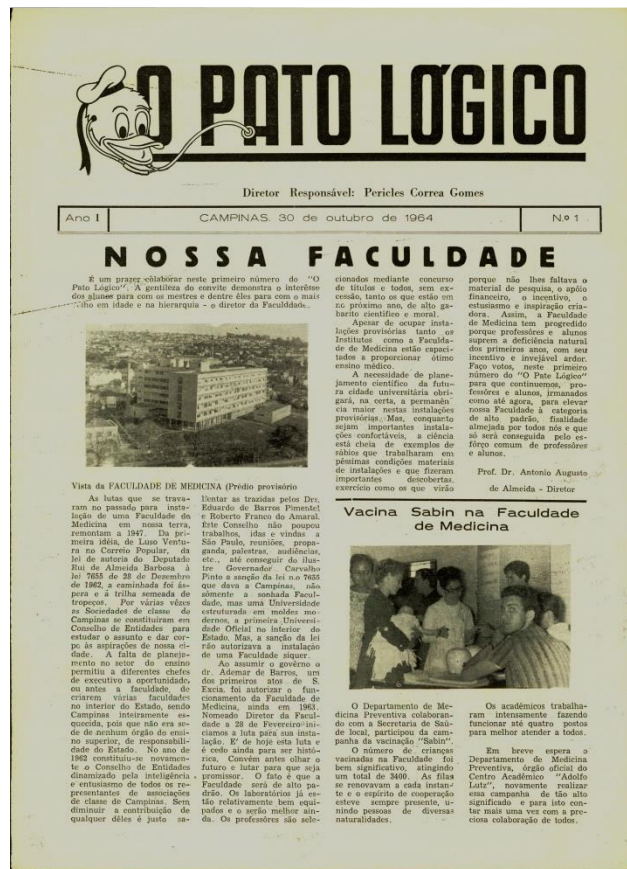 O PATO LÓGICO
Diretor Responsável: Pericles Correa Gomes
Ano I
CAMPINAS, 30 de outubro de 1964
N.º 1
NOSSA FACULDADE
É um prazer colaborar neste primeiro número do "O
Pato Lógico". A gentileza do convite demonstra o interêsse
dos alunos para com os mestres e dentre êles para com o mais
velho em idade e na hierarquia - o diretor da Faculddade.
Vista da FACULDADE DE MEDICINA (Prédio provisório
As lutas que se trava-
ram no passado para insta-
lação de uma Faculdade da
Medicina em nossa terra,
remontam a 1947. Da pri-
meira idéia, de Luso Ventu-
ra no Correio Popular, da
lei de autoria do Deputado
Rui de Almeida Barbosa à
lei 7655 de 28 de Dezembro
de 1962, a caminhada foi ás-
pera e à trilha semeada de
tropeços. Por várias vêzes
as Sociedades de classe de
Campinas se constituiram em
Conselho de Entidades para
estudar o assunto e dar cor-
po às aspirações de nossa ci-
dade. A falta de planeja-
mento no setor do ensino
permitiu a diferentes chefes
de executivo a oportunidade,
ou antes a faculdade, de
criarem várias faculdades
no interior do Estado, sendo
Campinas inteiramente es-
quecida, pois que não era se-
de de nenhum órgão do ensi-
no superior, de responsabili-
dade do Estado. No ano de
1962 constituiu-se novamen-
te o Conselho de Entidades
dinamizado pela inteligência
e entusiasmo de todos os re-
presentantes de associações
de classe de Campinas. Sem
diminuir a contribuição de
qualquer dêles é justo sa-
lientar as trazidas pelos Drs.
Eduardo de Barros Pimentel
e Roberto Franco do Amaral.
Este Conselho não poupou
trabalhos, idas e vindas a
São Paulo, reuniões, propa-
ganda, palestras, audiências,
etc., até conseguir do ilus-
tre Governador Carvalho
Pinto a sanção da lei n.o 7655
que dava a Campinas, não
sòmente a sonhada Facul-
dade, mas uma Universidade
estruturada em moldes mo-
dernos, a primeira Universi-
dade Oficial no interior do
Estado. Mas, a sanção da lei
não autorizava a instalação
de uma Faculdade siquer.
Ao assumir o govêrno o
dr. Ademar de Barros, um
dos primeiros atos de S.
Excia. foi autorizar o fun-
cionamento da Faculdade de
Medicina, ainda em 1963.
Nomeado Diretor da Facul-
dade a 28 de Fevereiro ini-
ciamos a luta para sua insta-
lação. E' de hoje esta luta e
é cedo ainda para ser histó-
rica. Convém antes olhar o
futuro e lutar para que seja
promissor. O fato é que a
Faculdade será de alto pa-
drão. Os laboratórios já es-
tão relativamente bem equi-
pados e o serão melhor ain-
da. Os professôres são sele-
cionados mediante concurso
de títulos e todos, sem ex-
cessão, tanto os que estão
no próximo ano, de alto ga-
barito científico e moral.
Apesar de ocupar insta-
lações provisórias tanto os
Institutos como a Faculda-
de de Medicina estão capaci-
tados a proporcionar ótimo
ensino médico.
A necessidade de plane-
jamento científico da futu-
ra cidade universitária obri-
gará, na certa, a permanên-
cia maior nestas instalações
provisórias. Mas, conquanto
sejam importantes instala-
ções confortáveis, a ciência
está cheia de exemplos de
sábios que trabalharam em
péssimas condições materiais
de instalações e que fizeram
importantes descobertas,
exercício como os que virão
porque não lhes faltava o
material de pesquisa, o apôio
financeiro, o incentivo, o
estusiasmo e inspiração cria-
dora. Assim, a Faculdade
de Medicina tem progredido
porque professôres e alunos
suprem a deficiência natural
dos primeiros anos, com seu
incentivo e invejável ardor.
Faço votos, neste primeiro
número do "O Pato Lógico"
para que continuemos, pro-
fessôres e alunos, irmanados
como até agora, para elevar
nossa Faculdade à categoria
de alto padrão, finalidade
almejada por todos nós e que
só será conseguida pelo es-
fôrço comum de professôres
e alunos.
Prof. Dr. Antonio Augusto
de Almeida - Diretor
Vacina Sabin na Faculdade
de Medicina
O Departamento de Me-
dicina Preventiva colaboran-
do com a Secretaria de Saú-
de local, participou da cam-
panha da vacinação "Sabin".
O número de crianças
vacinadas na Faculdade foi
bem significativo, atingindo
um total de 3400. As filas
se renovavam a cada instan-
te e o espírito de cooperação
esteve sempre presente, u-
nindo pessoas de diversas
naturalidades.
Os acadêmicos trabalha-
ram intensamente fazendo
funcionar até quatro postos
para melhor atender a todos.
Em breve espera o
Departamento de Medicina
Preventiva, órgão oficial do
Centro Acadêmico "Adolfo
Lutz", novamente realizar
essa campanha de tão alto
significado e para isto con-
tar mais uma vez com a pre-
ciosa colaboração de todos.